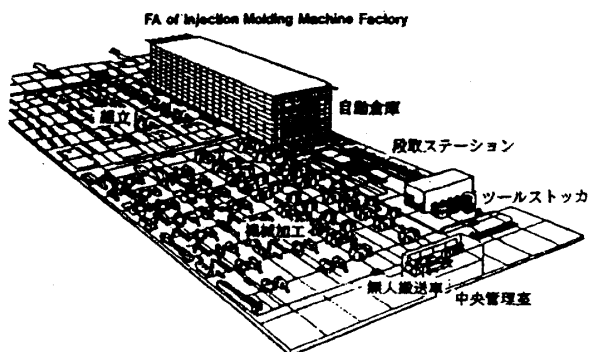 FA of Injection Molding Machine Factory
自動倉庫
組立
段取ステーション
ツールストッカ
機械加工
無人搬送車
中央管理室